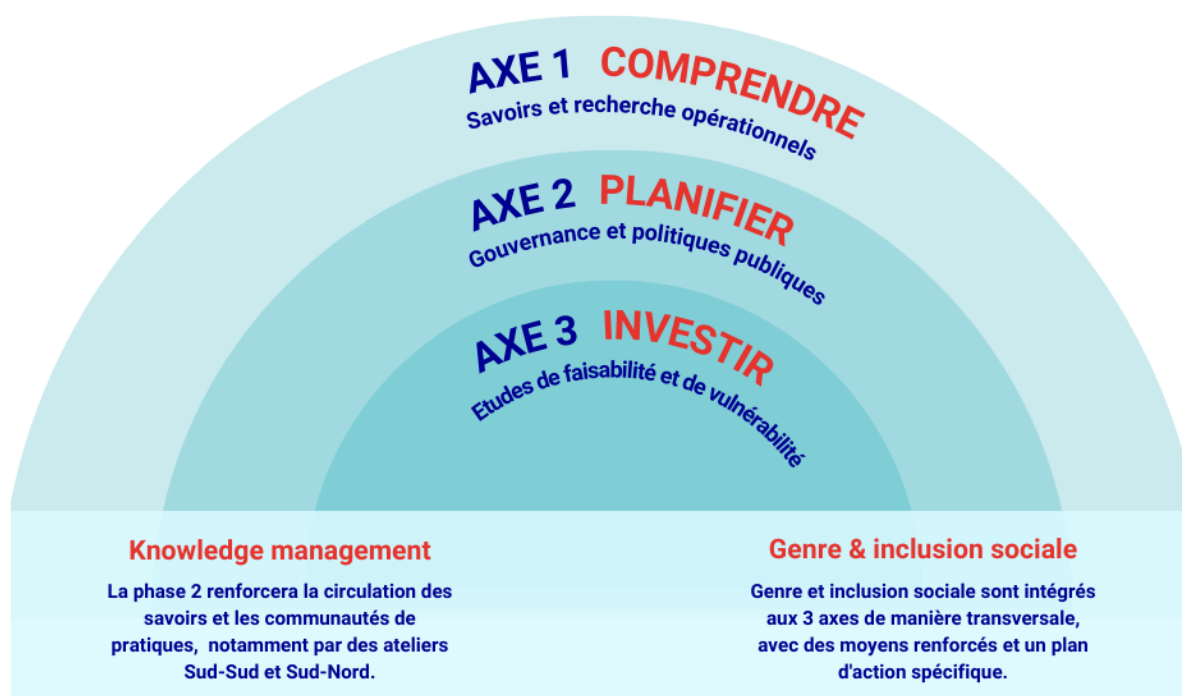 AXE 1 COMPRENDRE
Savoirs et recherche opérationnels
AXE 2 PLANIFIER
Gouvernance et politiques publiques
AXE 3 INVESTIR
Etudes de faisabilité et de vulnérabilité
Knowledge management
La phase 2 renforcera la circulation des
savoirs et les communautés de
pratiques, notamment par des ateliers
Sud-Sud et Sud-Nord.
Genre & inclusion sociale
Genre et inclusion sociale sont intégrés
aux 3 axes de manière transversale,
avec des moyens renforcés et un plan
d'action spécifique.